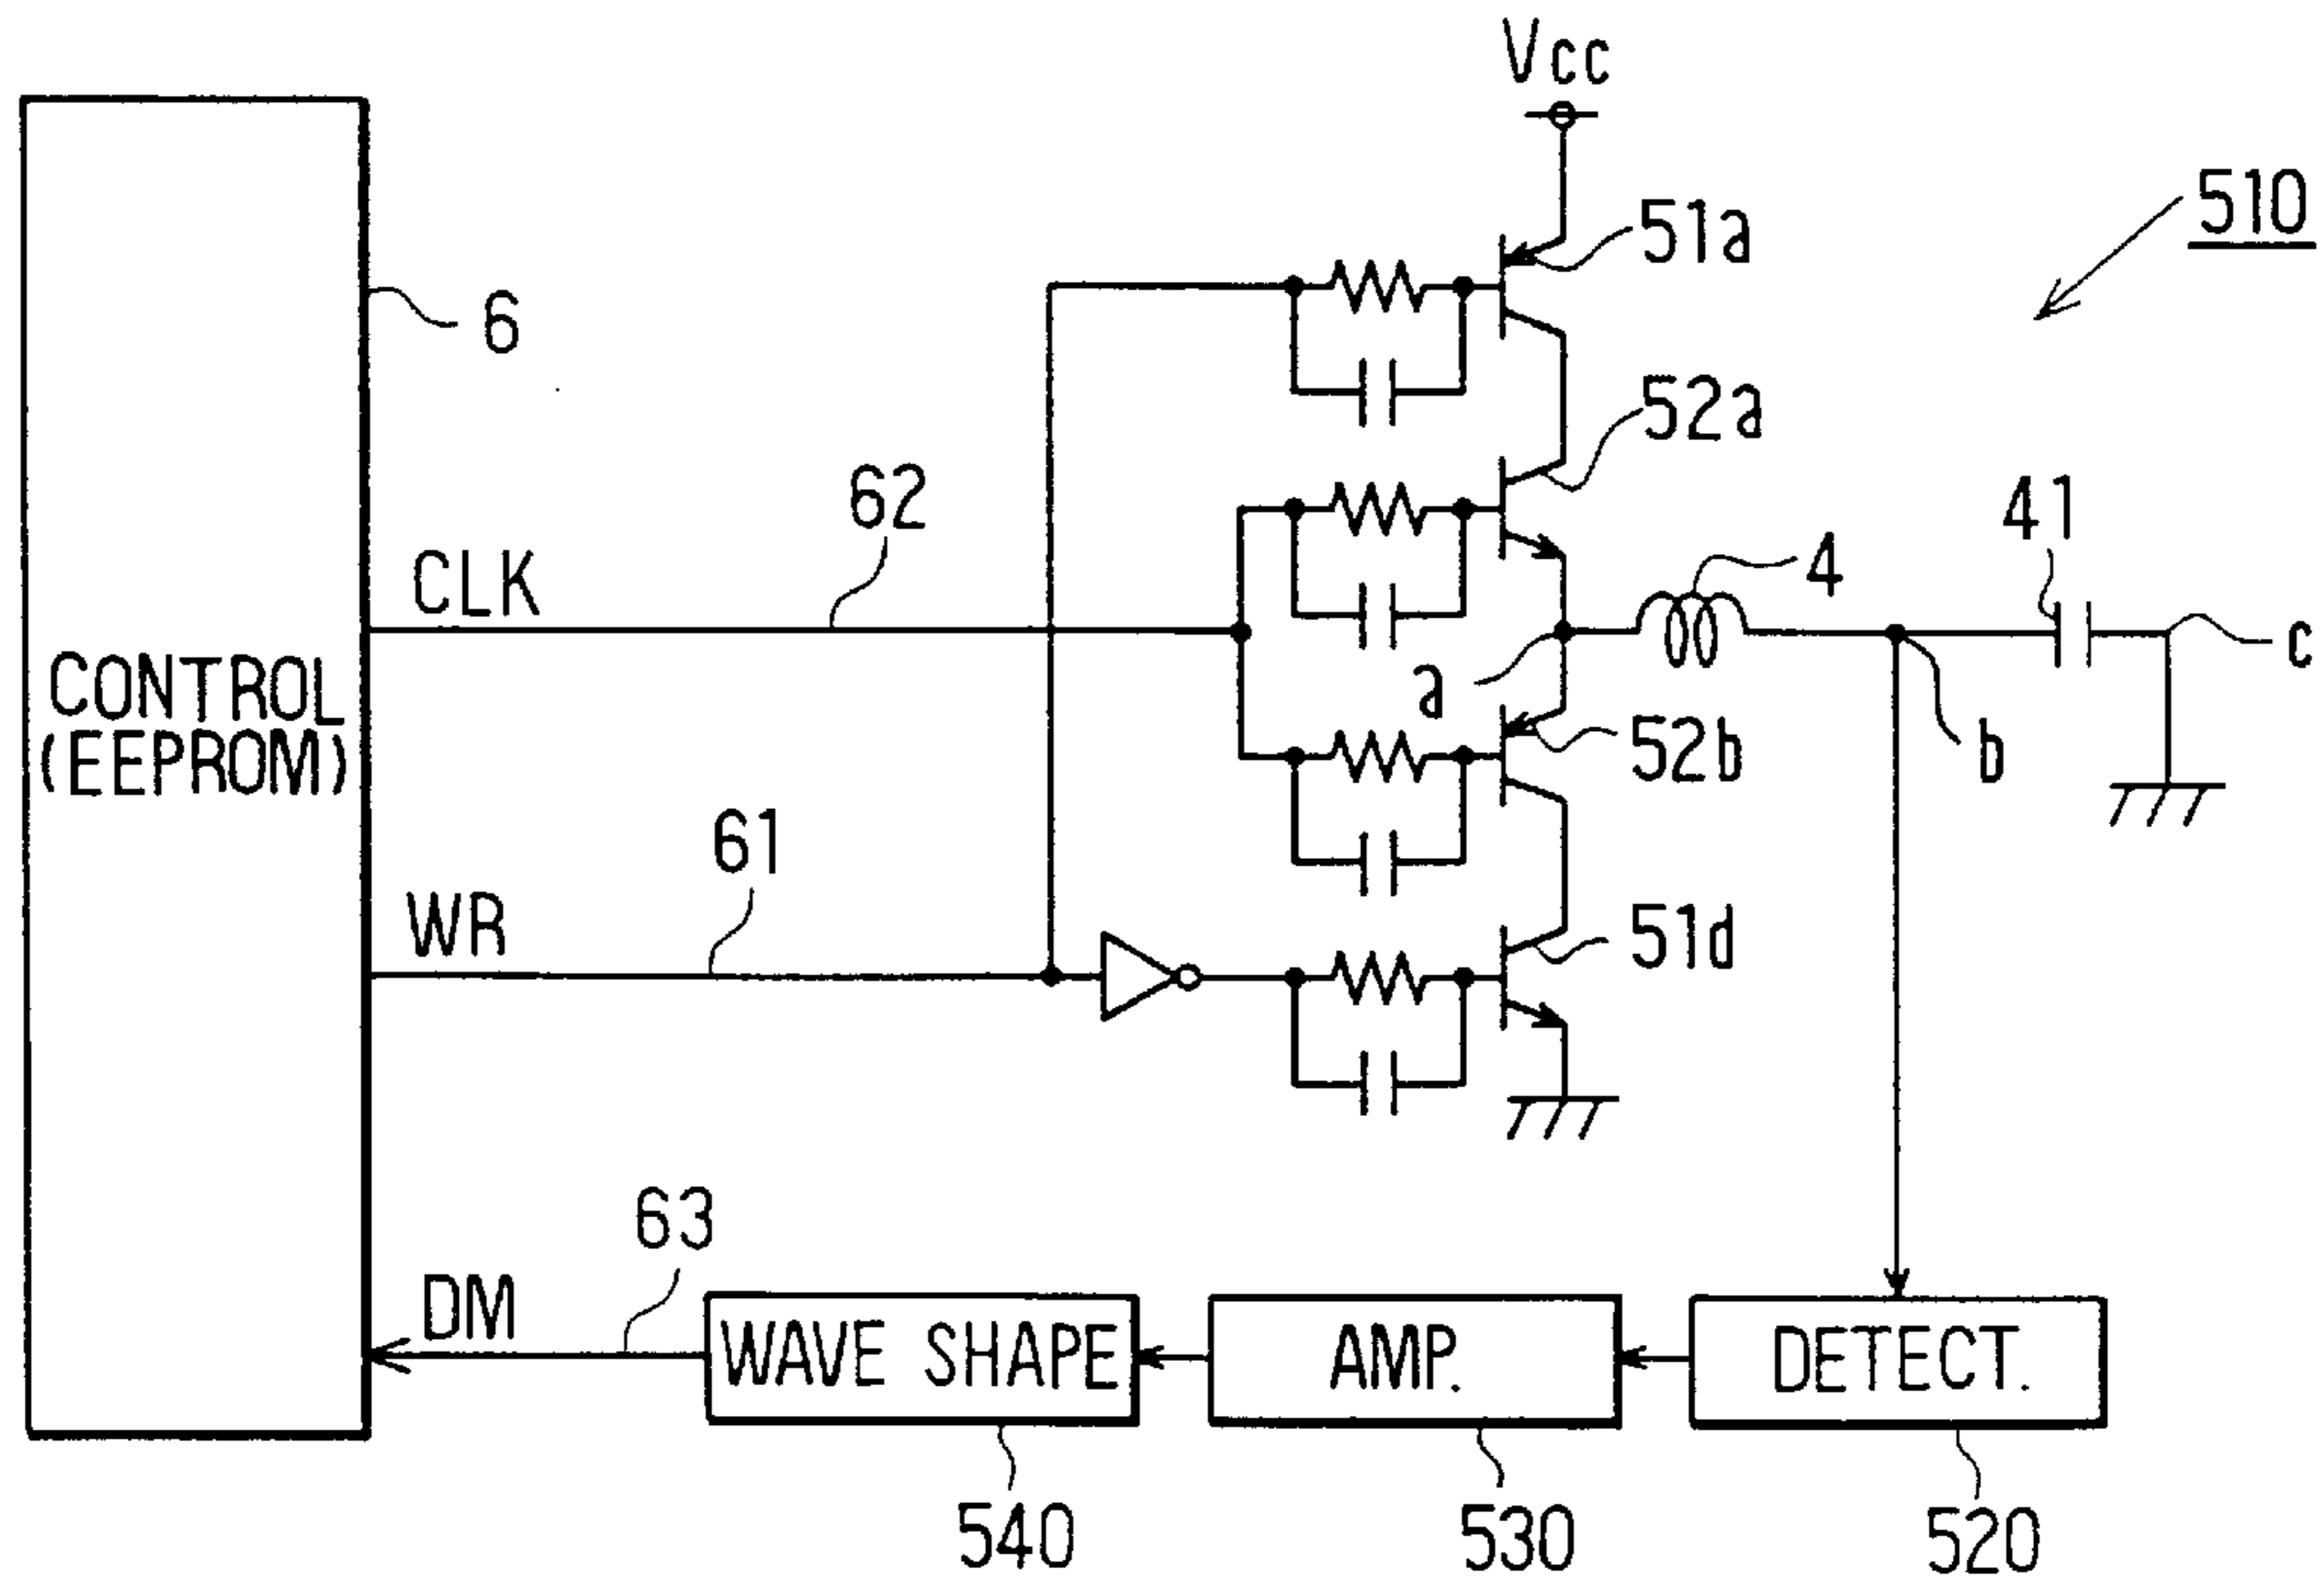 Vcc
510
51a
6
52a
62
41
CLK
4
c
CONTROL
(EEPROM)
a
52b
b
61
WR
51d
63
DM
WAVE SHAPE
AMP.
DETECT.
540
530
520